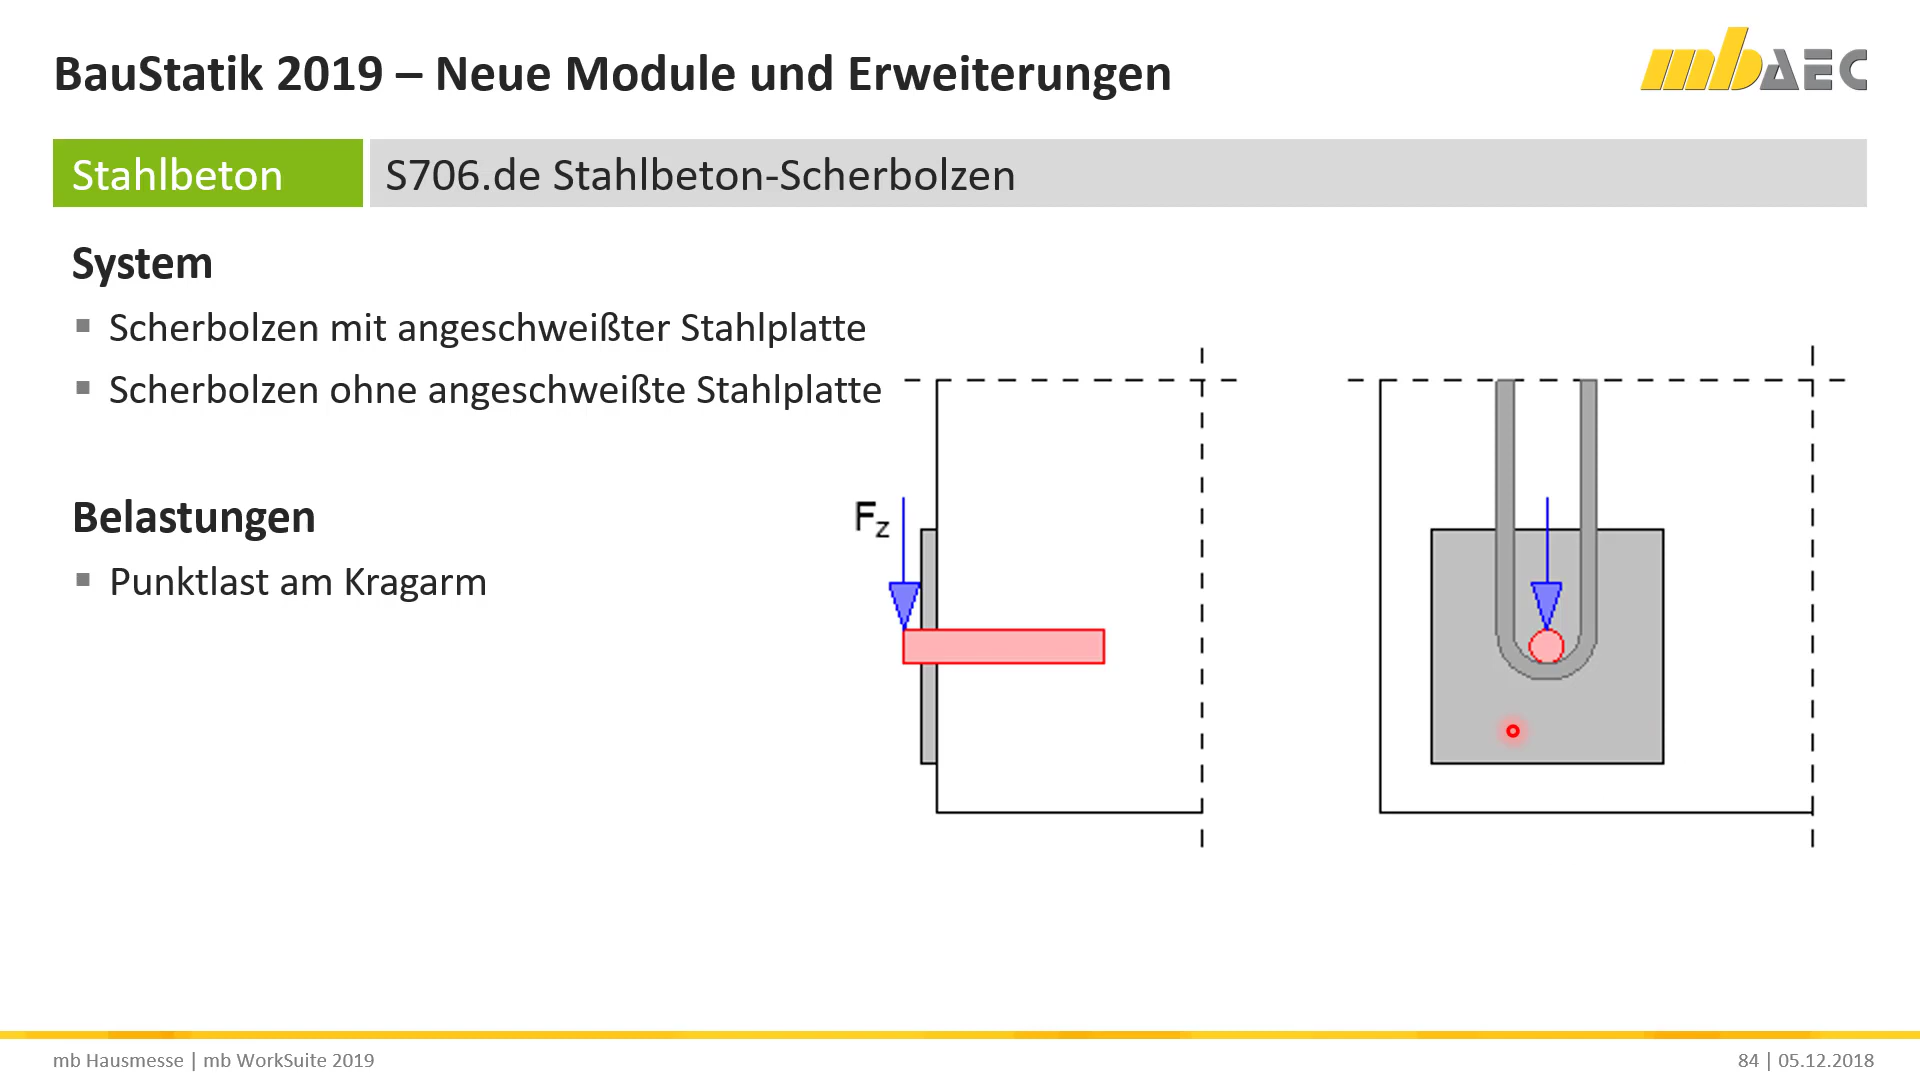 BauStatik 2019 – Neue Module und Erweiterungen
mbAEC
Stahlbeton
S706.de Stahlbeton-Scherbolzen
System
▪ Scherbolzen mit angeschweißter Stahlplatte
▪ Scherbolzen ohne angeschweißte Stahlplatte
Belastungen
▪ Punktlast am Kragarm
Fz
mb Hausmesse | mb WorkSuite 2019
84 | 05.12.2018